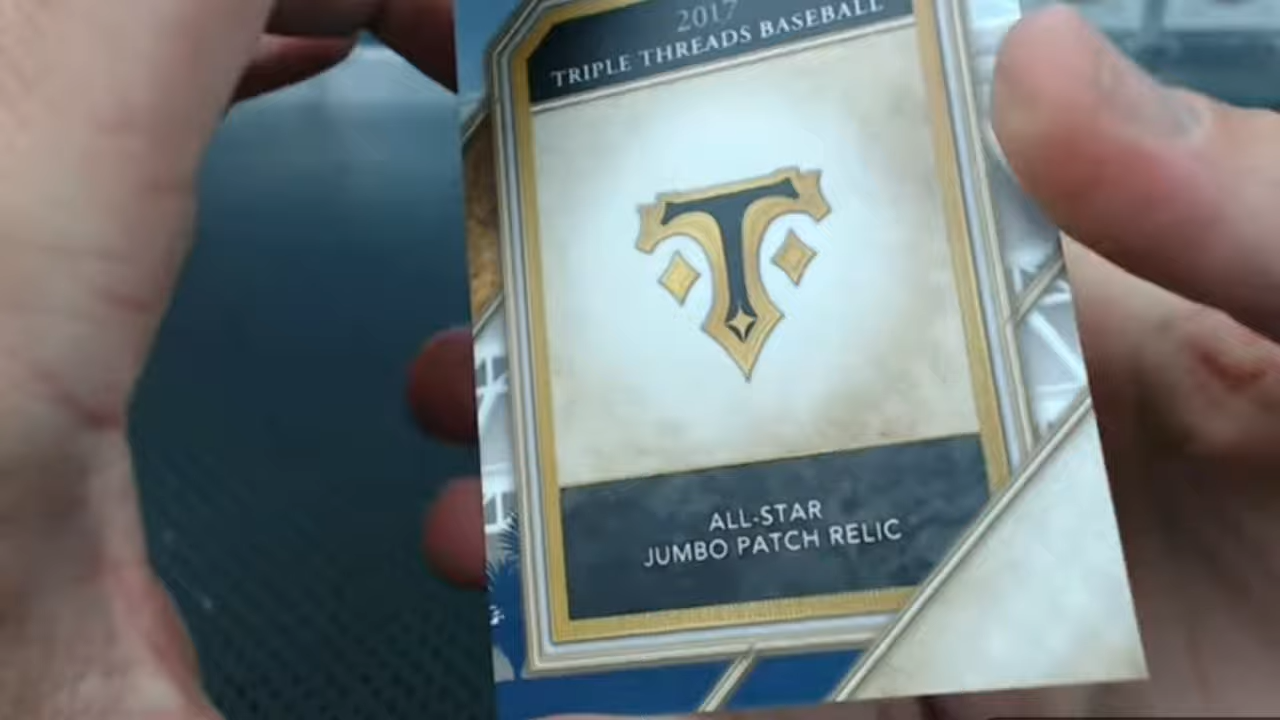 2017
TRIPLE THREADS BASEBALL
T
ALL-STAR
JUMBO PATCH RELIC